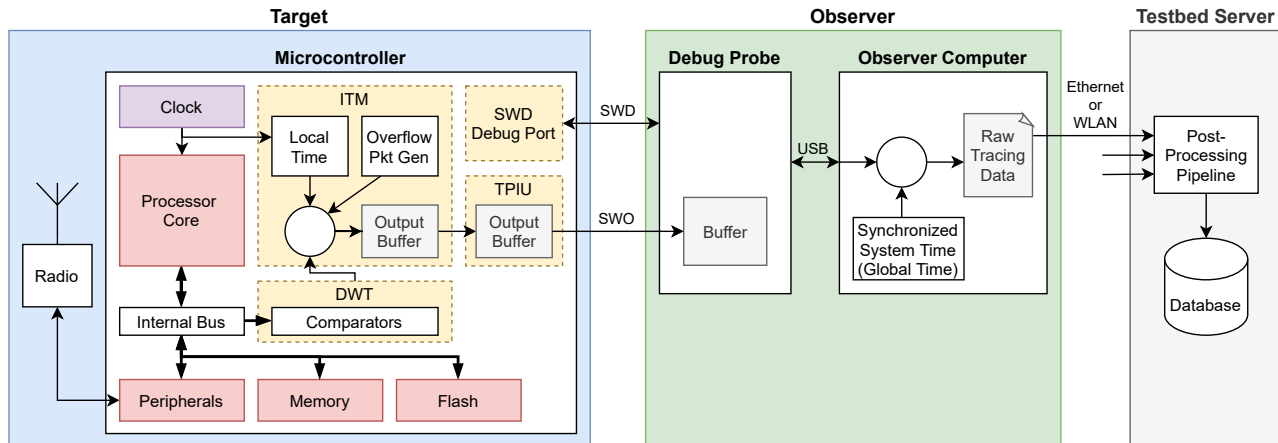 Target
Observer
Testbed Server
Microcontroller
Debug Probe
Observer Computer
Clock
ITM
Local
Time
Overflow
Pkt Gen
SWD
Debug Port
SWD
Ethernet
or
WLAN
Raw
Tracing
Data
Post-
Processing
Pipeline
USB
Processor
Core
TPIU
Output
Buffer
Output
Buffer
SWO
Buffer
Synchronized
System Time
(Global Time)
Radio
DWT
Internal Bus
Comparators
Database
Peripherals
Memory
Flash